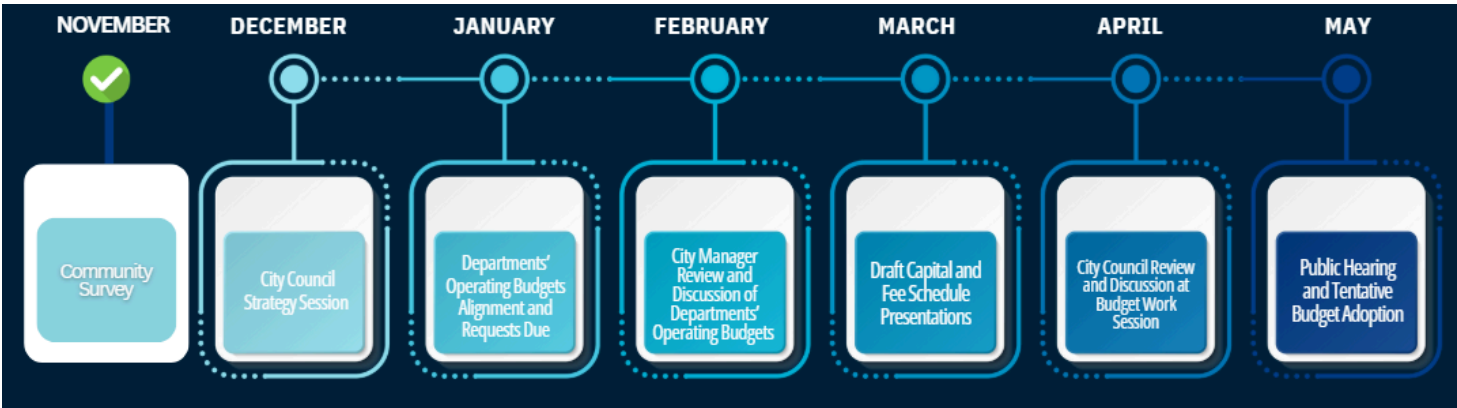 NOVEMBER
DECEMBER
JANUARY
FEBRUARY
MARCH
APRIL
MAY
Community
Survey
City Council
Strategy Session
Departments'
Operating Budgets
Alignment and
Requests Due
City Manager
Review and
Discussion of
Departments'
Operating Budgets
Draft Capital and
Fee Schedule
Presentations
City Council Review
and Discussion at
Budget Work
Session
Public Hearing
and Tentative
Budget Adoption